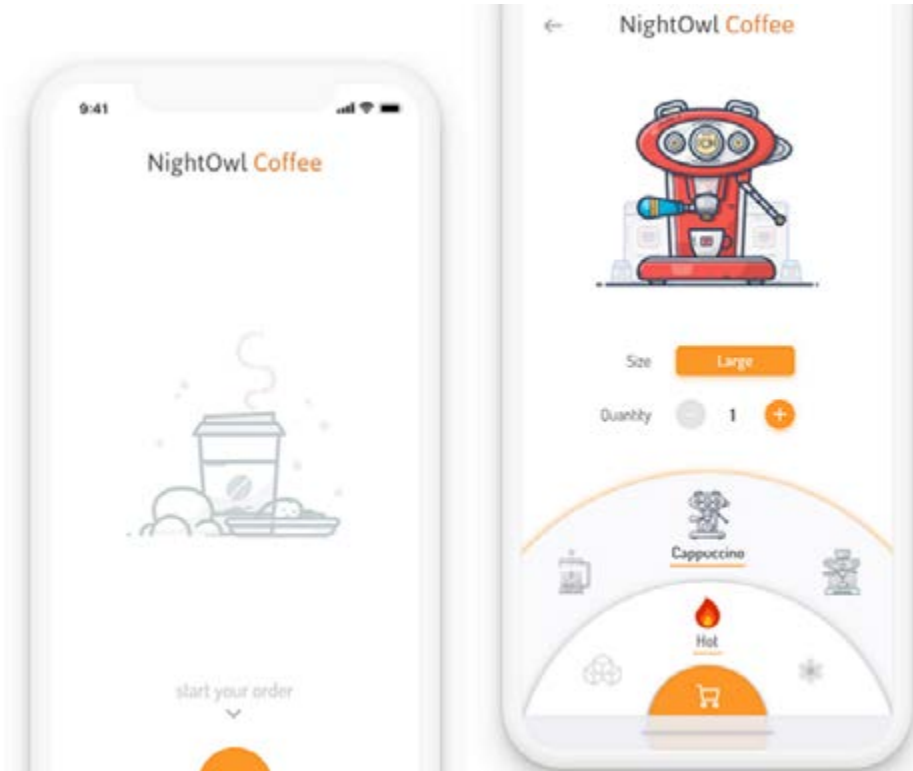 9:41
NightOwl Coffee
start your order
NightOwl Coffee
Size Large
Quantity 1
Cappuccino
Hot